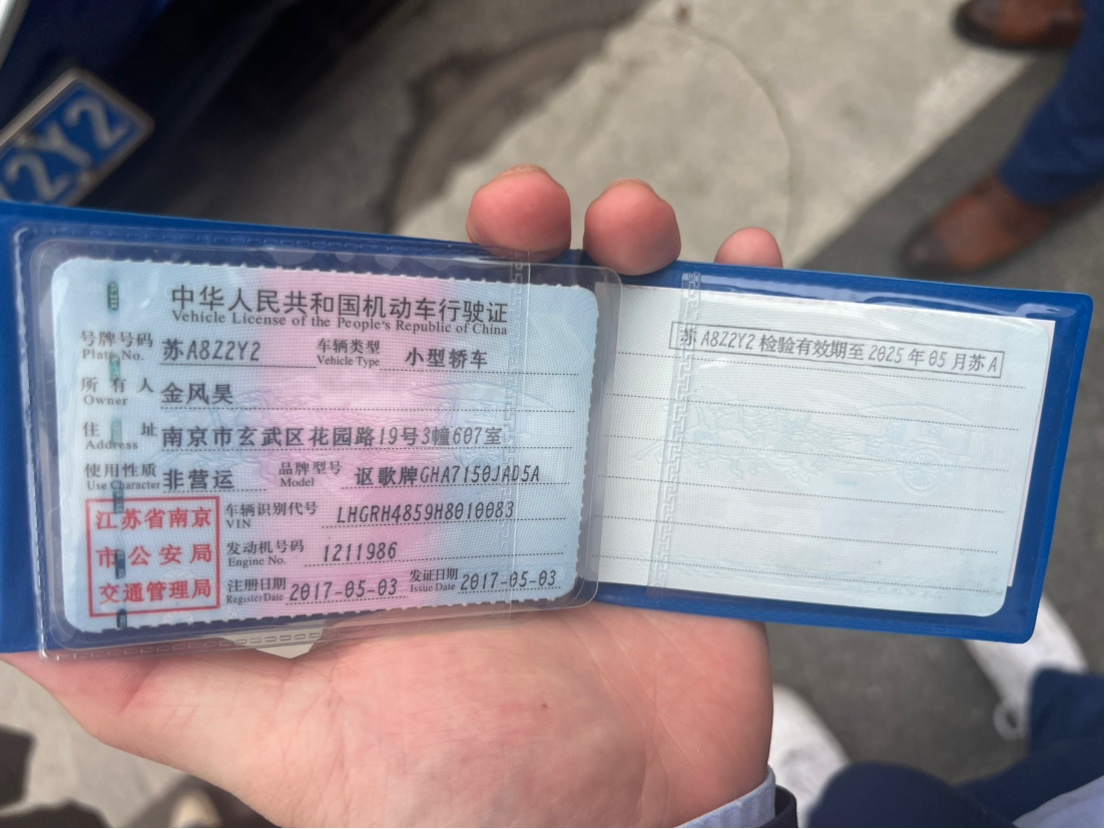 2Y2
中华人民共和国机动车行驶证
Vehicle License of the People's Republic of China
号牌号码 苏A8Z2Y2 车辆类型 小型轿车
Plate No. Vehicle Type
所有人 金风昊
Owner
住址 南京市玄武区花园路19号3幢607室
Address
使用性质 非营运 品牌型号 讴歌牌GHA7150JAD5A
Use Character Model
江苏省南京
市公安局
交通管理局
车辆识别代号 LHGRH4859H8010083
VIN
发动机号码 1211986
Engine No.
注册日期 2017-05-03 发证日期 2017-05-03
Register Date Issue Date
苏A8Z2Y2检验有效期至2025年05月苏A